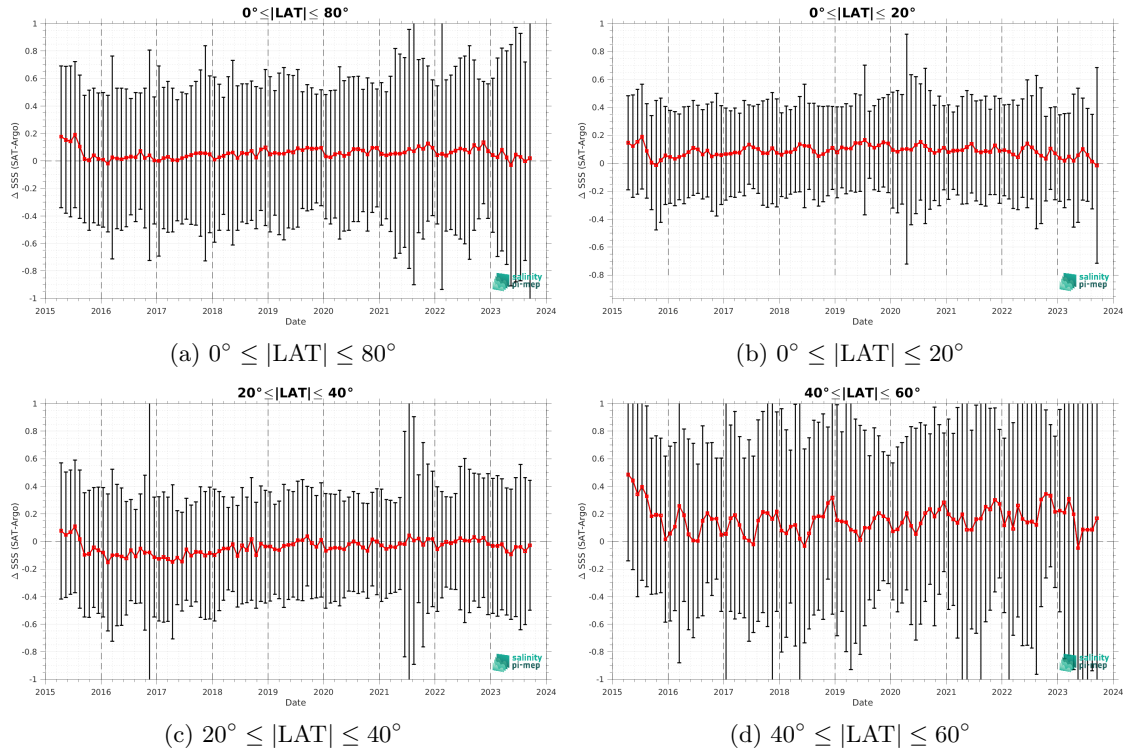 0°≤|LAT|≤ 80°
Δ SSS (SAT-Argo)
1
0.8
0.6
0.4
0.2
0
-0.2
-0.4
-0.6
-0.8
-1
2015 2016 2017 2018 2019 2020 2021 2022 2023 2024
Date
salinity
pi-mep
(a) 0° ≤ |LAT| ≤ 80°
0°≤|LAT|≤ 20°
Δ SSS (SAT-Argo)
1
0.8
0.6
0.4
0.2
0
-0.2
-0.4
-0.6
-0.8
2015 2016 2017 2018 2019 2020 2021 2022 2023 2024
Date
salinity
pi-mep
(b) 0° ≤ |LAT| ≤ 20°
20°≤|LAT|≤ 40°
Δ SSS (SAT-Argo)
1
0.8
0.6
0.4
0.2
0
-0.2
-0.4
-0.6
-0.8
-1
2015 2016 2017 2018 2019 2020 2021 2022 2023 2024
Date
salinity
pi-mep
(c) 20° ≤ |LAT| ≤ 40°
40°≤|LAT|≤ 60°
Δ SSS (SAT-Argo)
1
0.8
0.6
0.4
0.2
0
-0.2
-0.4
-0.6
-0.8
-1
2015 2016 2017 2018 2019 2020 2021 2022 2023 2024
Date
salinity
pi-mep
(d) 40° ≤ |LAT| ≤ 60°